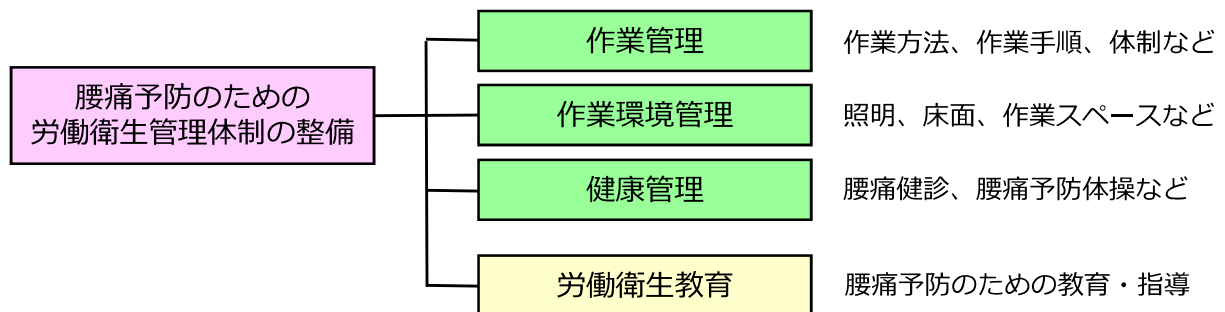 作業管理 作業方法、作業手順、体制など
腰痛予防のための
労働衛生管理体制の整備
作業環境管理 照明、床面、作業スペースなど
健康管理 腰痛健診、腰痛予防体操など
労働衛生教育 腰痛予防のための教育・指導